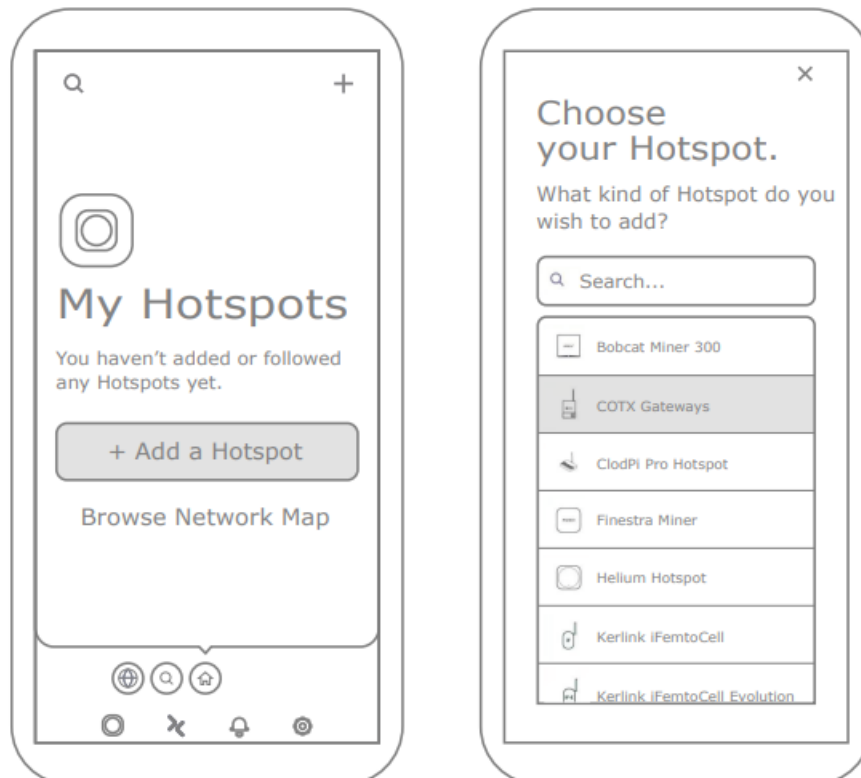 My Hotspots
You haven’t added or followed
any Hotspots yet.
+ Add a Hotspot
Browse Network Map
Choose
your Hotspot.
What kind of Hotspot do you
wish to add?
Search...
Bobcat Miner 300
COTX Gateways
ClodPi Pro Hotspot
Finestra Miner
Helium Hotspot
Kerlink iFemtoCell
Kerlink iFemtoCell Evolution